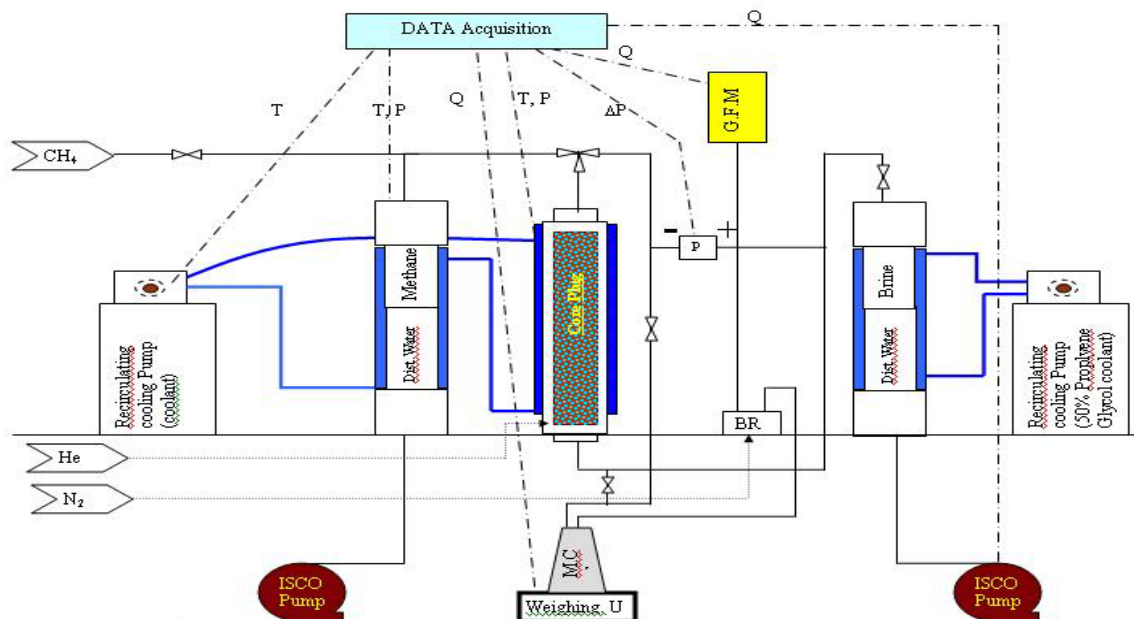 DATA Acquisition
Q
Q
T
T, P
Q
T, P
ΔP
G.F.M
CH₄
-
+
P
Methane
Dist. Water
Core Plug
Brine
Dist. Water
Recirculating
cooling Pump
(coolant)
Recirculating
cooling Pump
(50% Proplvene
Glycol coolant)
BR
He
N₂
M.C
ISCO
Pump
Weighing. U
ISCO
Pump